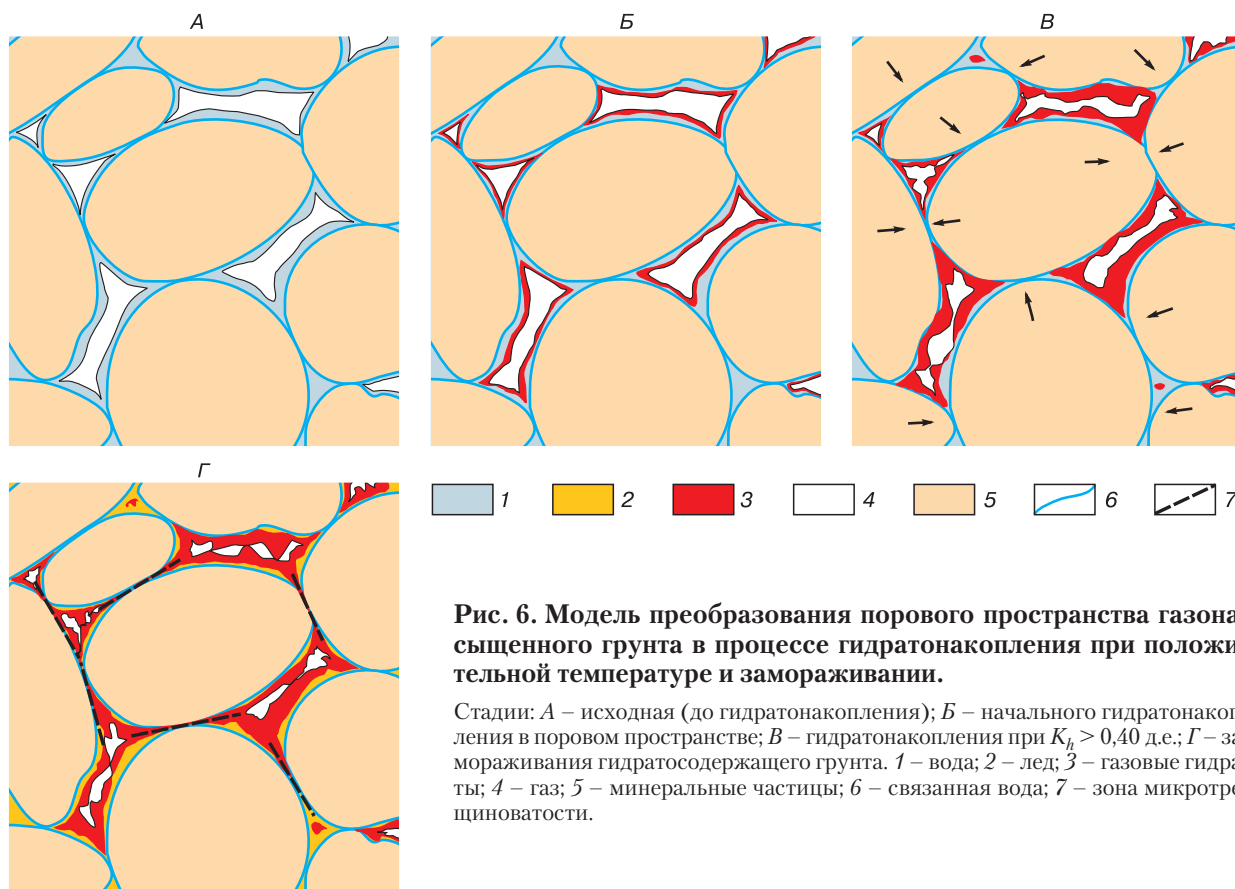 А
Б
В
Г
1
2
3
4
5
6
7
Рис. 6. Модель преобразования порового пространства газона
сыщенного грунта в процессе гидратонакопления при положи
тельной температуре и замораживании.
Стадии: А – исходная (до гидратонакопления); Б – начального гидратонакоп
ления в поровом пространстве; В – гидратонакопления при Kh > 0,40 д.е.; Г – за
мораживания гидратосодержащего грунта. 1 – вода; 2 – лед; 3 – газовые гидра
ты; 4 – газ; 5 – минеральные частицы; 6 – связанная вода; 7 – зона микротре
щиноватости.